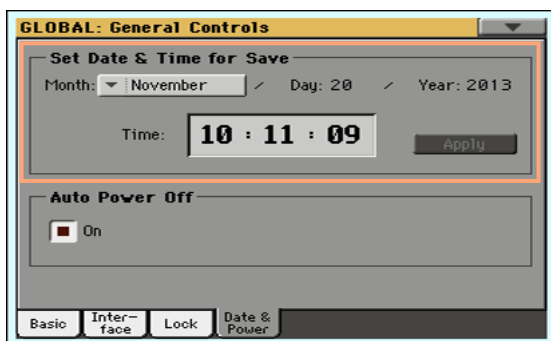 GLOBAL: General Controls
Set Date & Time for Save
Month: November / Day: 20 / Year: 2013
Time: 10 : 11 : 09 Apply
Auto Power Off
On
Basic Inter- Lock Date &
face Power